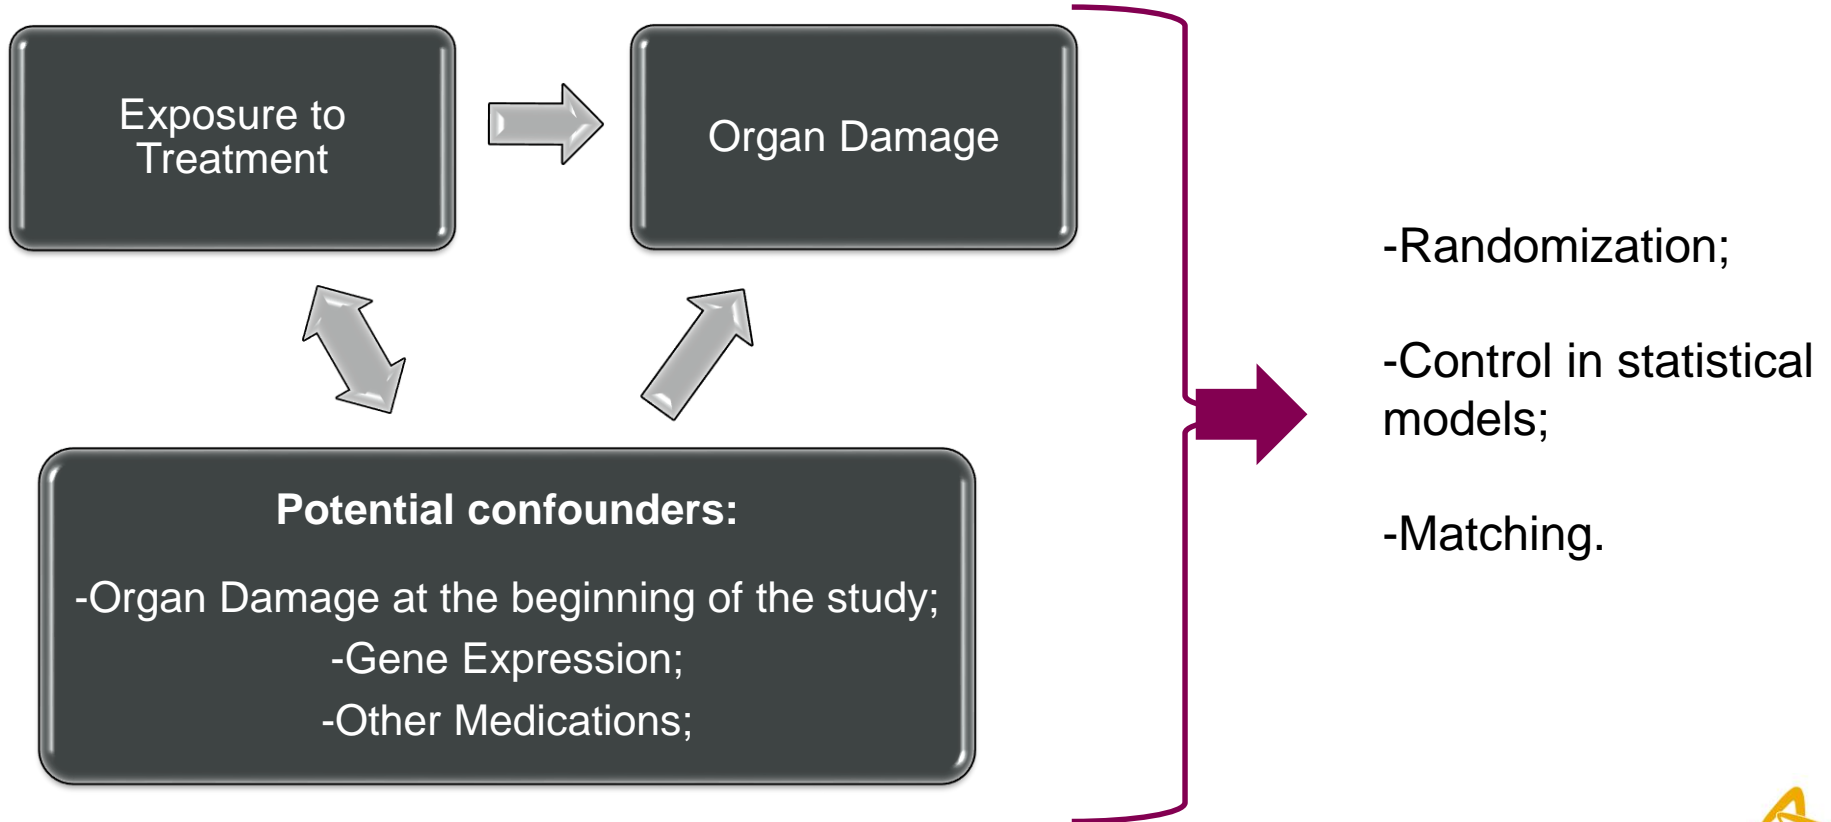 Exposure to
Treatment
Organ Damage
Potential confounders:
-Organ Damage at the beginning of the study;
-Gene Expression;
-Other Medications;
-Randomization;
-Control in statistical
models;
-Matching.